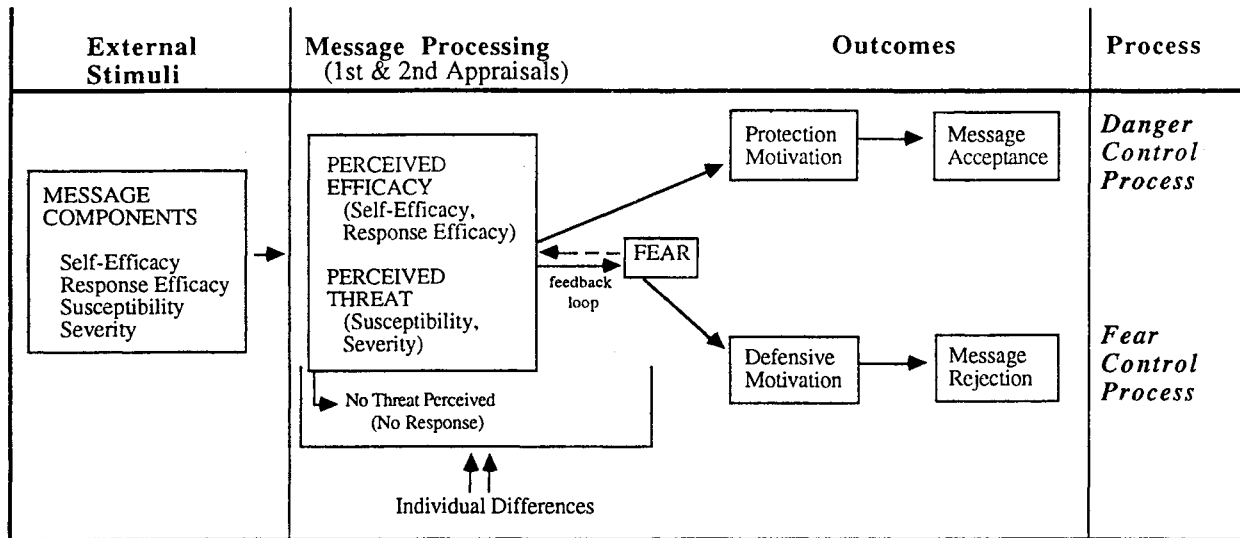 External
Stimuli
Message Processing
(1st & 2nd Appraisals)
Outcomes
Process
MESSAGE
COMPONENTS
Self-Efficacy
Response Efficacy
Susceptibility
Severity
PERCEIVED
EFFICACY
(Self-Efficacy,
Response Efficacy)
PERCEIVED
THREAT
(Susceptibility,
Severity)
No Threat Perceived
(No Response)
Individual Differences
feedback
loop
FEAR
Protection
Motivation
Message
Acceptance
Defensive
Motivation
Message
Rejection
Danger
Control
Process
Fear
Control
Process